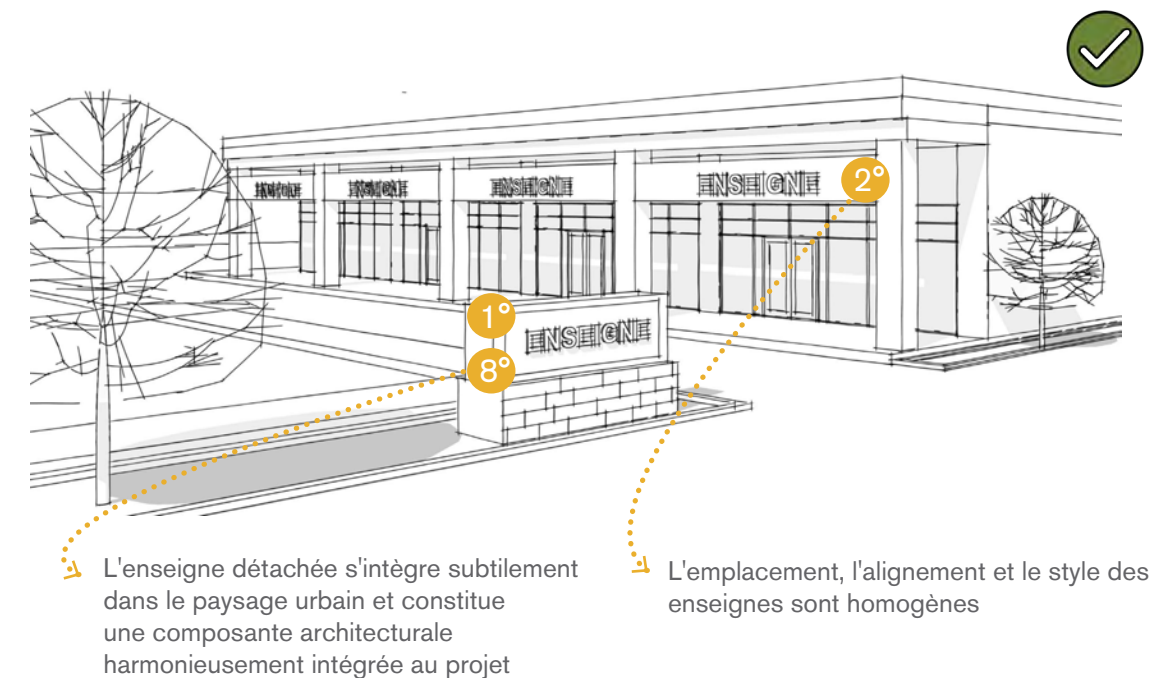 ENSEIGNE
ENSEIGNE
ENSEIGNE
ENSEIGNE
2°
1°
ENSEIGNE
8°
L'enseigne détachée s'intègre subtilement
dans le paysage urbain et constitue
une composante architecturale
harmonieusement intégrée au projet
L'emplacement, l'alignement et le style des
enseignes sont homogènes